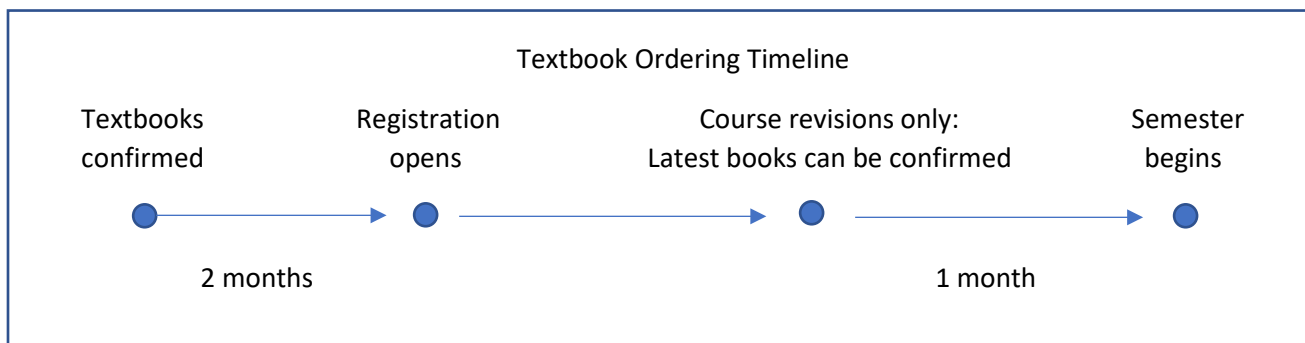 Textbook Ordering Timeline
Textbooks
confirmed
Registration
opens
Course revisions only:
Latest books can be confirmed
Semester
begins
2 months
1 month